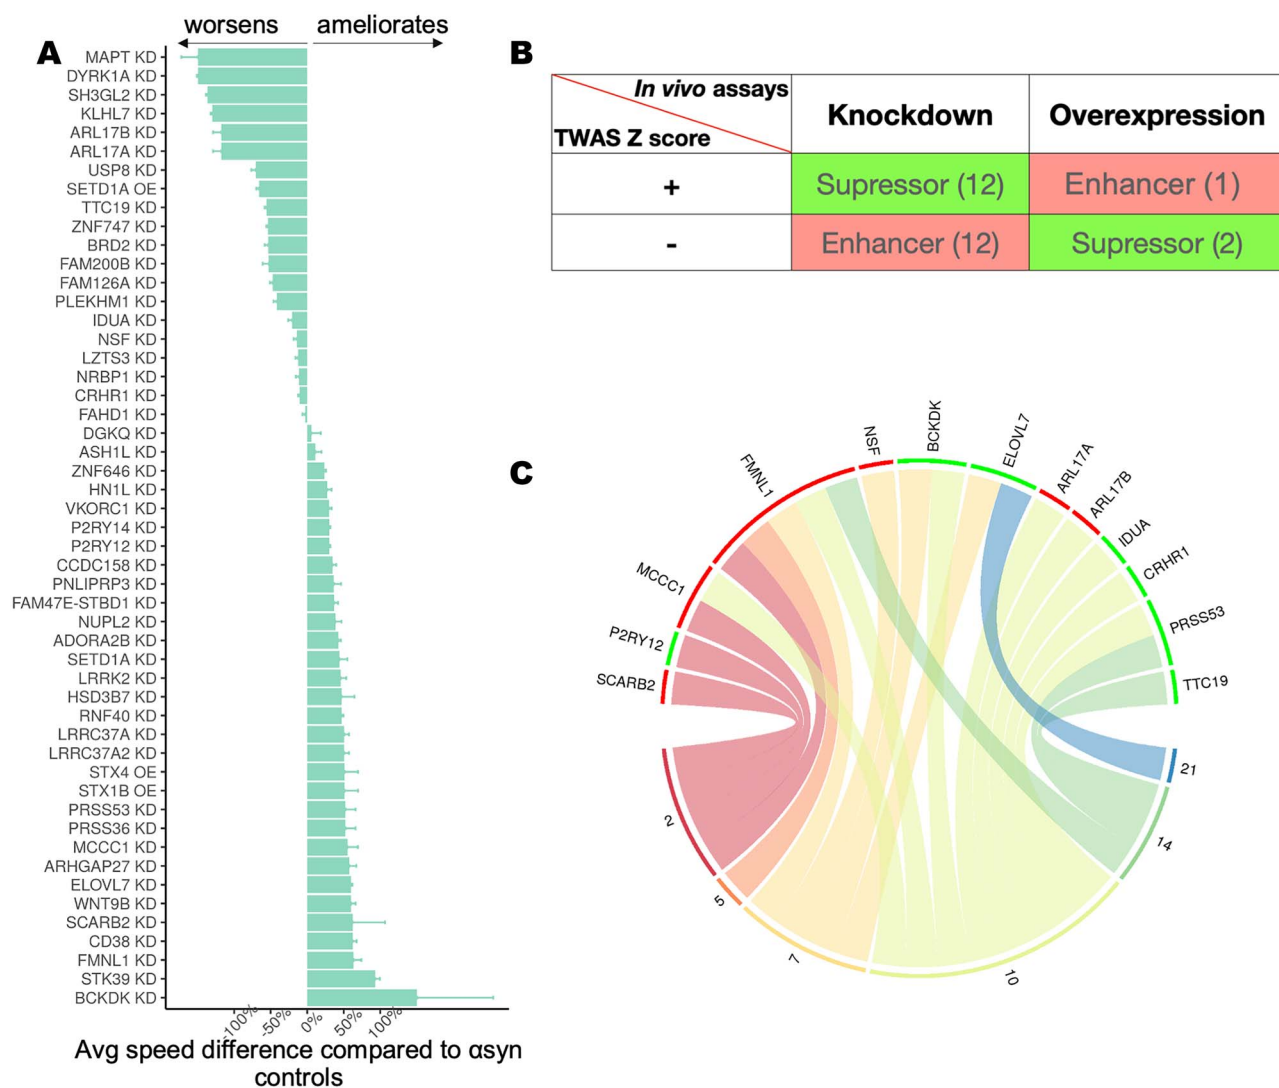 A
worsens
ameliorates
MAPT KD
DYRK1A KD
SH3GL2 KD
KLHL7 KD
ARL17B KD
ARL17A KD
USP8 KD
SETD1A OE
TTC19 KD
ZNF747 KD
BRD2 KD
FAM200B KD
FAM126A KD
PLEKHM1 KD
IDUA KD
NSF KD
LZTS3 KD
NRBP1 KD
CRHR1 KD
FAHD1 KD
DGKQ KD
ASH1L KD
ZNF646 KD
HN1L KD
VKORC1 KD
P2RY14 KD
P2RY12 KD
CCDC158 KD
PNLIPRP3 KD
FAM47E-STBD1 KD
NUPL2 KD
ADORA2B KD
SETD1A KD
LRRK2 KD
HSD3B7 KD
RNF40 KD
LRRC37A KD
LRRC37A2 KD
STX4 OE
STX1B OE
PRSS53 KD
PRSS36 KD
MCCC1 KD
ARHGAP27 KD
ELOVL7 KD
WNT9B KD
SCARB2 KD
CD38 KD
FMNL1 KD
STK39 KD
BCKDK KD
-100% -50% 0% 50% 100%
Avg speed difference compared to αsyn
controls
B
In vivo assays
TWAS Z score
Knockdown
Overexpression
+
Supressor (12)
Enhancer (1)
-
Enhancer (12)
Supressor (2)
C
SCARB2
P2RY12
MCCC1
FMNL1
NSF
BCKDK
ELOVL7
ARL17A
ARL17B
IDUA
CRHR1
PRSS53
TTC19
21
14
10
7
5
2